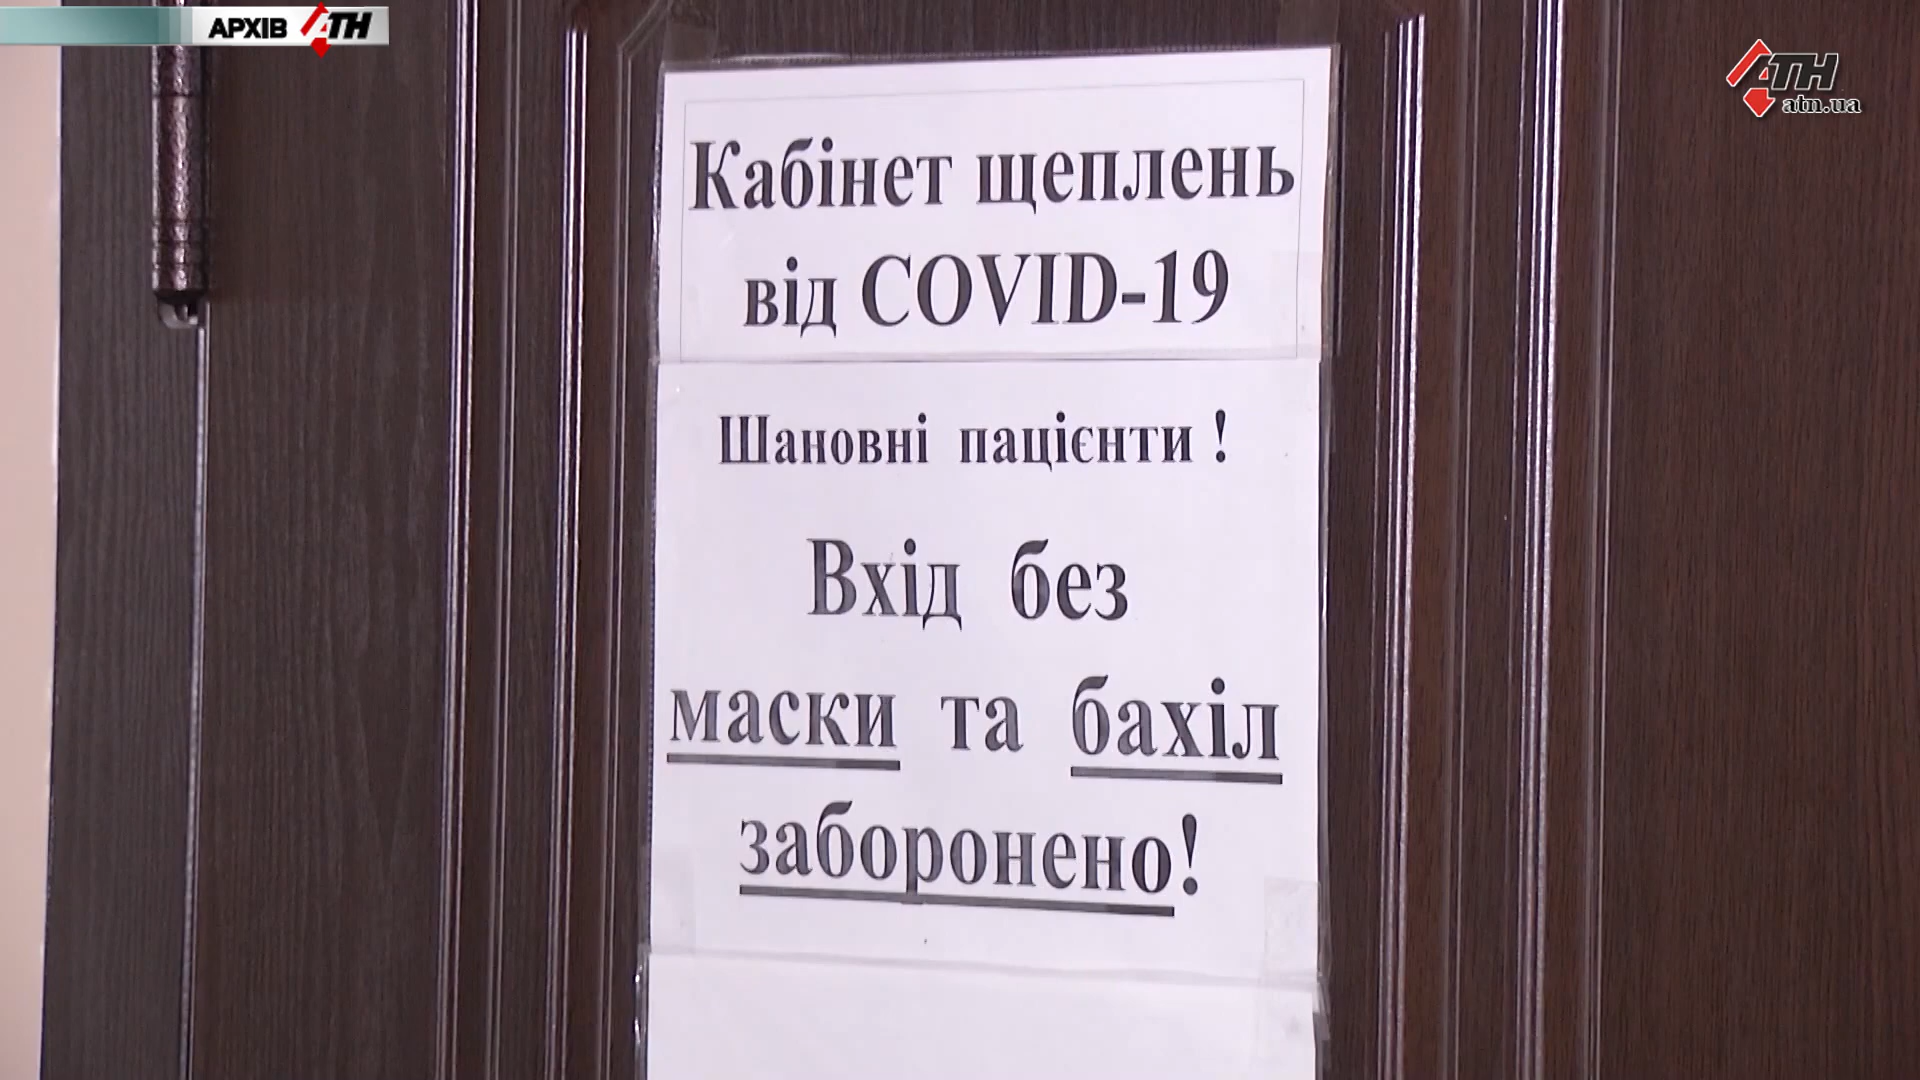 АРХІВ АТН
АТН
atn.ua
Кабінет щеплень
від COVID-19
Шановні пацієнти !
Вхід без
маски та бахіл
заборонено!